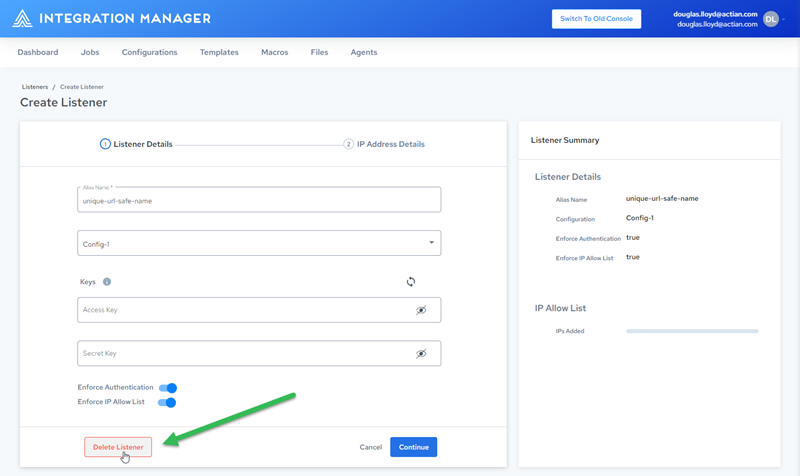 INTEGRATION MANAGER
Switch To Old Console
douglas.lloyd@actian.com
douglas.lloyd@actian.com
DL
Dashboard Jobs Configurations Templates Macros Files Agents
Listeners / Create Listener
Create Listener
1 Listener Details 2 IP Address Details
Alias Name *
unique-url-safe-name
Config-1
Keys
Access Key
Secret Key
Enforce Authentication
Enforce IP Allow List
Delete Listener Cancel Continue
Listener Summary
Listener Details
Alias Name unique-url-safe-name
Configuration Config-1
Enforce Authentication true
Enforce IP Allow List true
IP Allow List
IPs Added